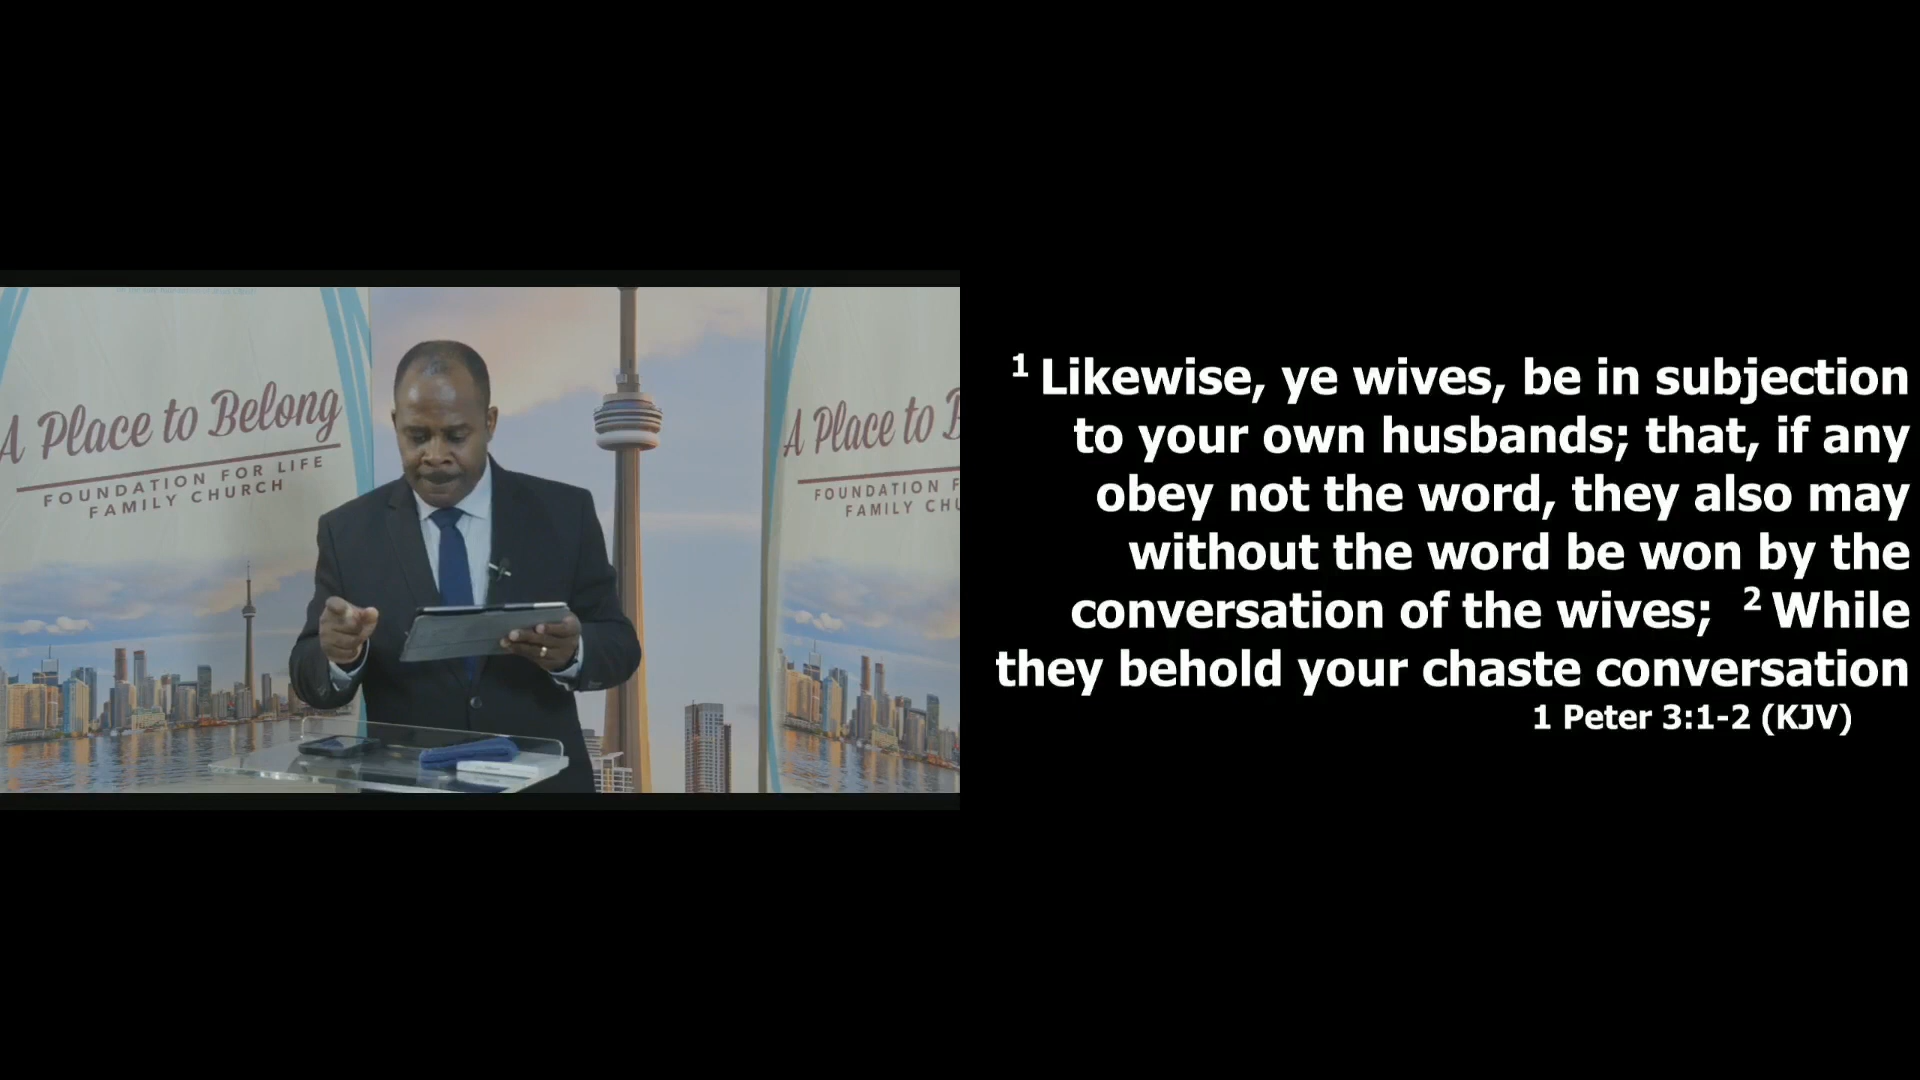 A Place to Belong
FOUNDATION FOR LIFE
FAMILY CHURCH
A Place to
FOUNDATION
FAMILY
1 Likewise, ye wives, be in subjection
to your own husbands; that, if any
obey not the word, they also may
without the word be won by the
conversation of the wives; 2 While
they behold your chaste conversation
1 Peter 3:1-2 (KJV)